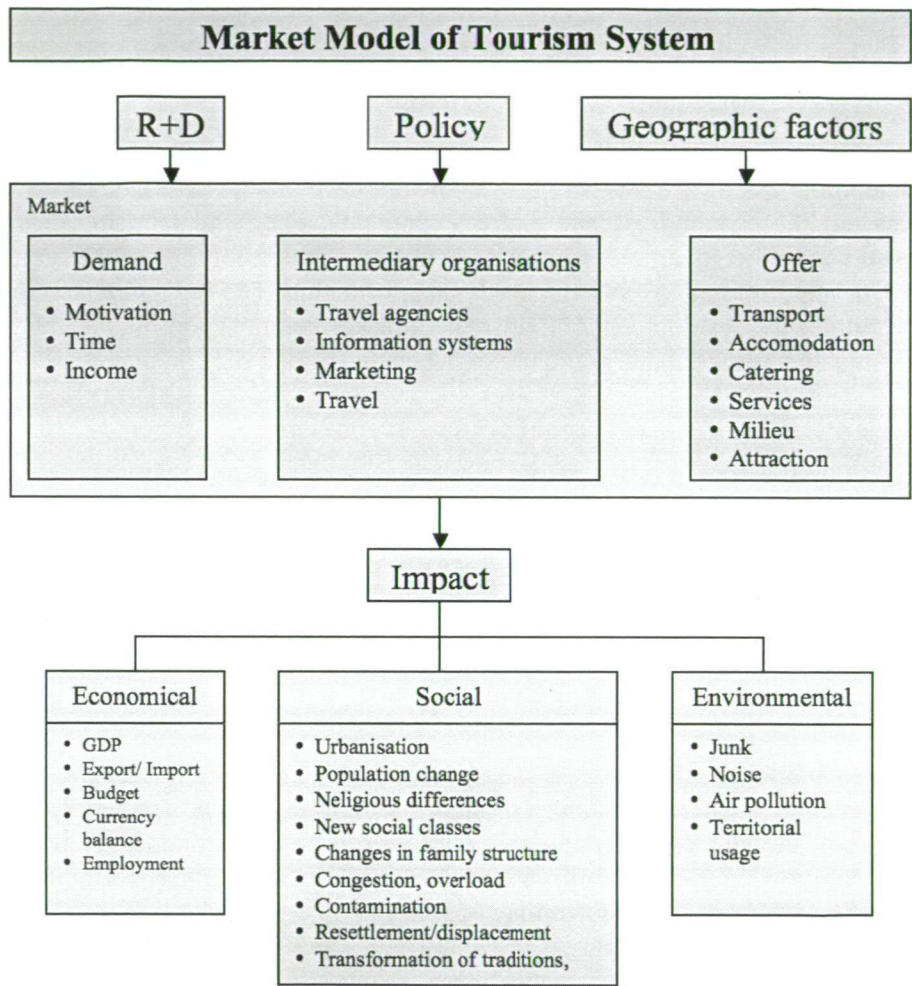 Market Model of Tourism System
R+D
Policy
Geographic factors
Market
Demand
• Motivation
• Time
• Income
Intermediary organisations
• Travel agencies
• Information systems
• Marketing
• Travel
Offer
• Transport
• Accomodation
• Catering
• Services
• Milieu
• Attraction
Impact
Economical
• GDP
• Export/ Import
• Budget
• Currency
balance
• Employment
Social
• Urbanisation
• Population change
• Neligious differences
• New social classes
• Changes in family structure
• Congestion, overload
• Contamination
• Resettlement/displacement
• Transformation of traditions,
Environmental
• Junk
• Noise
• Air pollution
• Territorial
usage